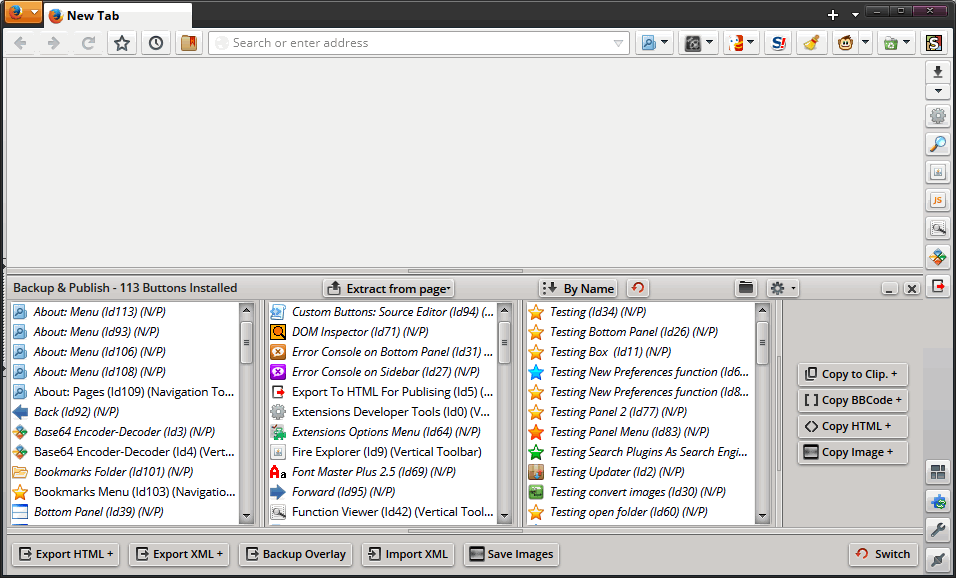 New Tab
Search or enter address
S!
S
JS
Backup & Publish - 113 Buttons Installed
Extract from page
By Name
About: Menu (Id113) (N/P)
About: Menu (Id93) (N/P)
About: Menu (Id106) (N/P)
About: Menu (Id108) (N/P)
About: Pages (Id109) (Navigation To...
Back (Id92) (N/P)
Base64 Encoder-Decoder (Id3) (N/P)
Base64 Encoder-Decoder (Id4) (Vert...
Bookmarks Folder (Id101) (N/P)
Bookmarks Menu (Id103) (Navigatio...
Bottom Panel (Id39) (N/P)
Custom Buttons: Source Editor (Id94) (...
DOM Inspector (Id71) (N/P)
Error Console on Bottom Panel (Id31) ...
Error Console on Sidebar (Id27) (N/P)
Export To HTML For Publising (Id5) (...
Extensions Developer Tools (Id0) (V...
Extensions Options Menu (Id64) (N/P)
Fire Explorer (Id9) (Vertical Toolbar)
Font Master Plus 2.5 (Id69) (N/P)
Forward (Id95) (N/P)
Function Viewer (Id42) (Vertical Tool...
Testing (Id34) (N/P)
Testing Bottom Panel (Id26) (N/P)
Testing Box (Id11) (N/P)
Testing New Preferences function (Id6...
Testing New Preferences function (Id8...
Testing Panel 2 (Id77) (N/P)
Testing Panel Menu (Id83) (N/P)
Testing Search Plugins As Search Engi...
Testing Updater (Id2) (N/P)
Testing convert images (Id30) (N/P)
Testing open folder (Id60) (N/P)
Copy to Clip. +
Copy BBCode +
Copy HTML +
Copy Image +
Export HTML +
Export XML +
Backup Overlay
Import XML
Save Images
Switch